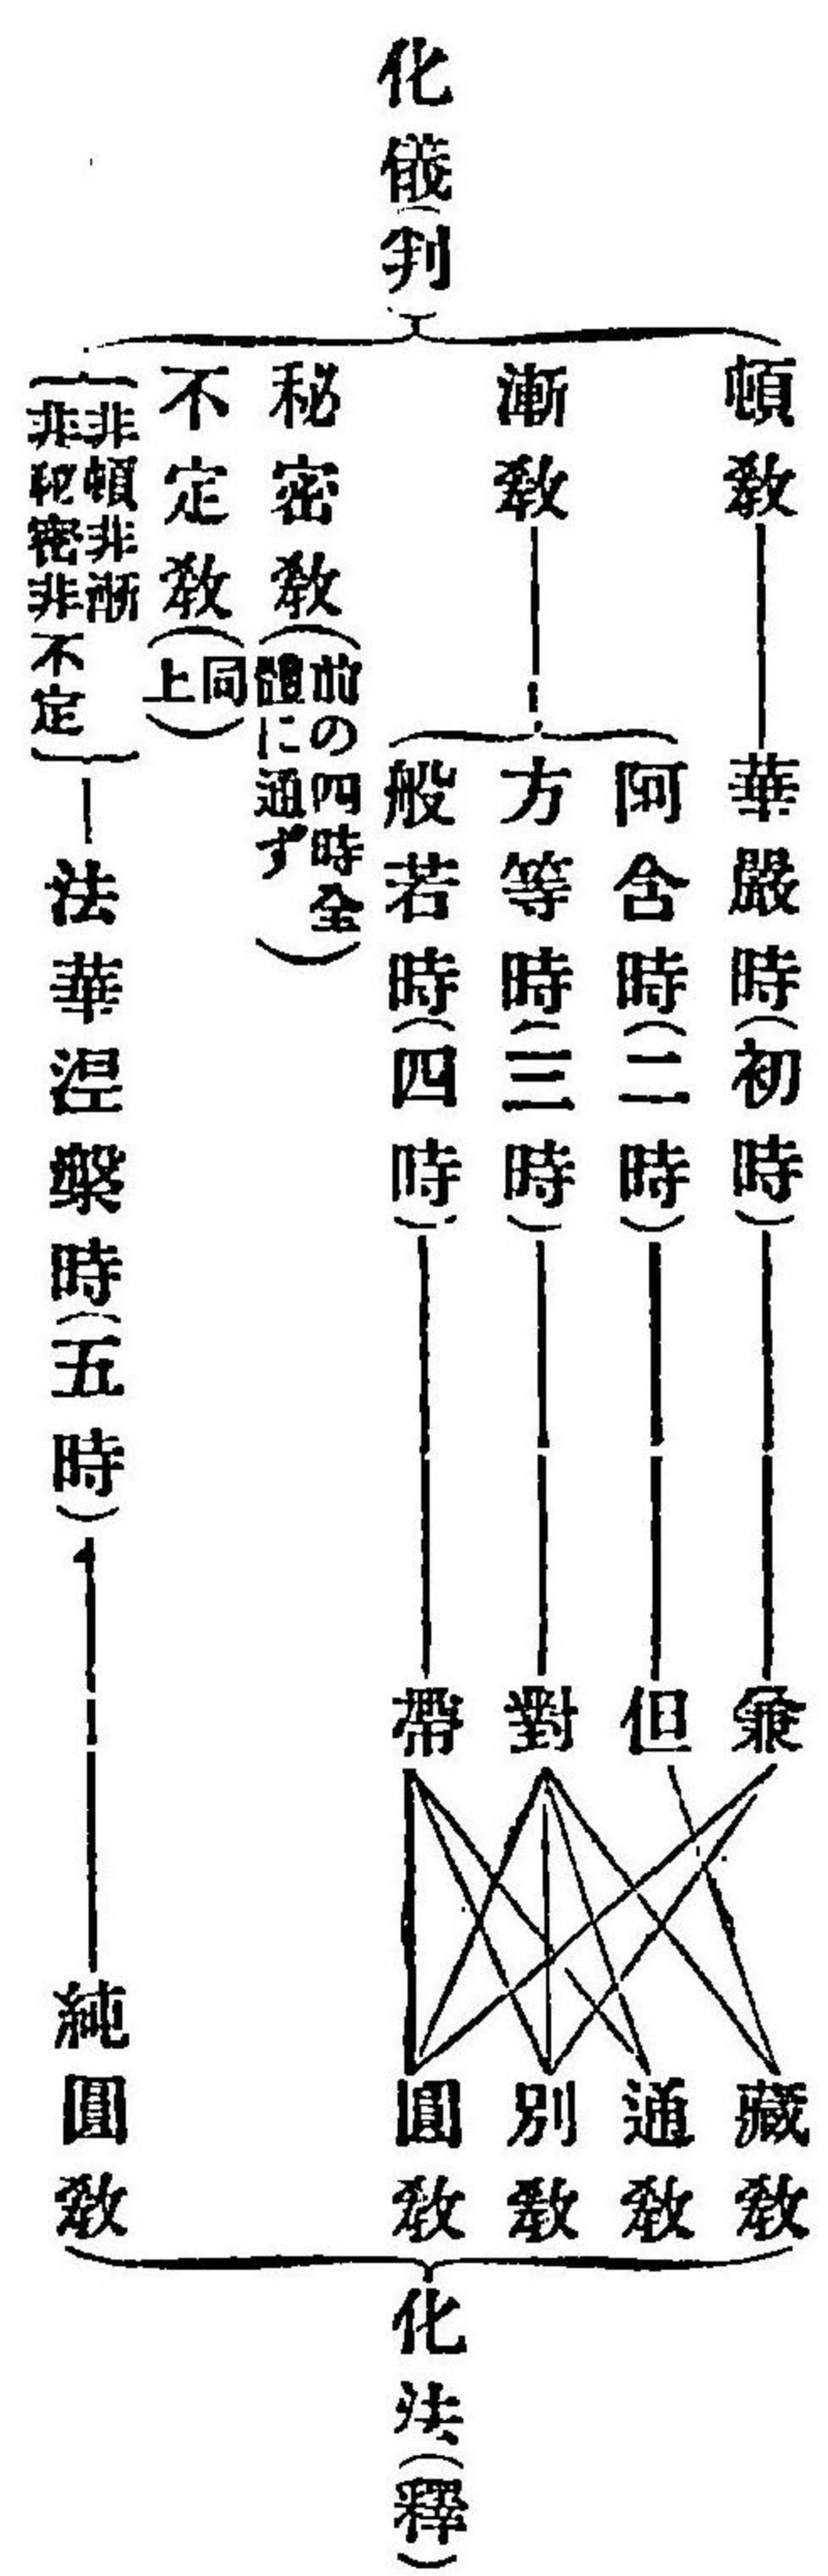 化儀(判)
頓教
華嚴時(初時)
兼
漸教
阿含時(二時)
但
方等時(三時)
對
般若時(四時)
帶
秘密教(前の四時全
體に通ず)
不定教(同
上)
非頓非漸
非秘密非不定
法華涅槃時(五時)
藏教
通教
別教
圓教
純圓教
化法(釋)